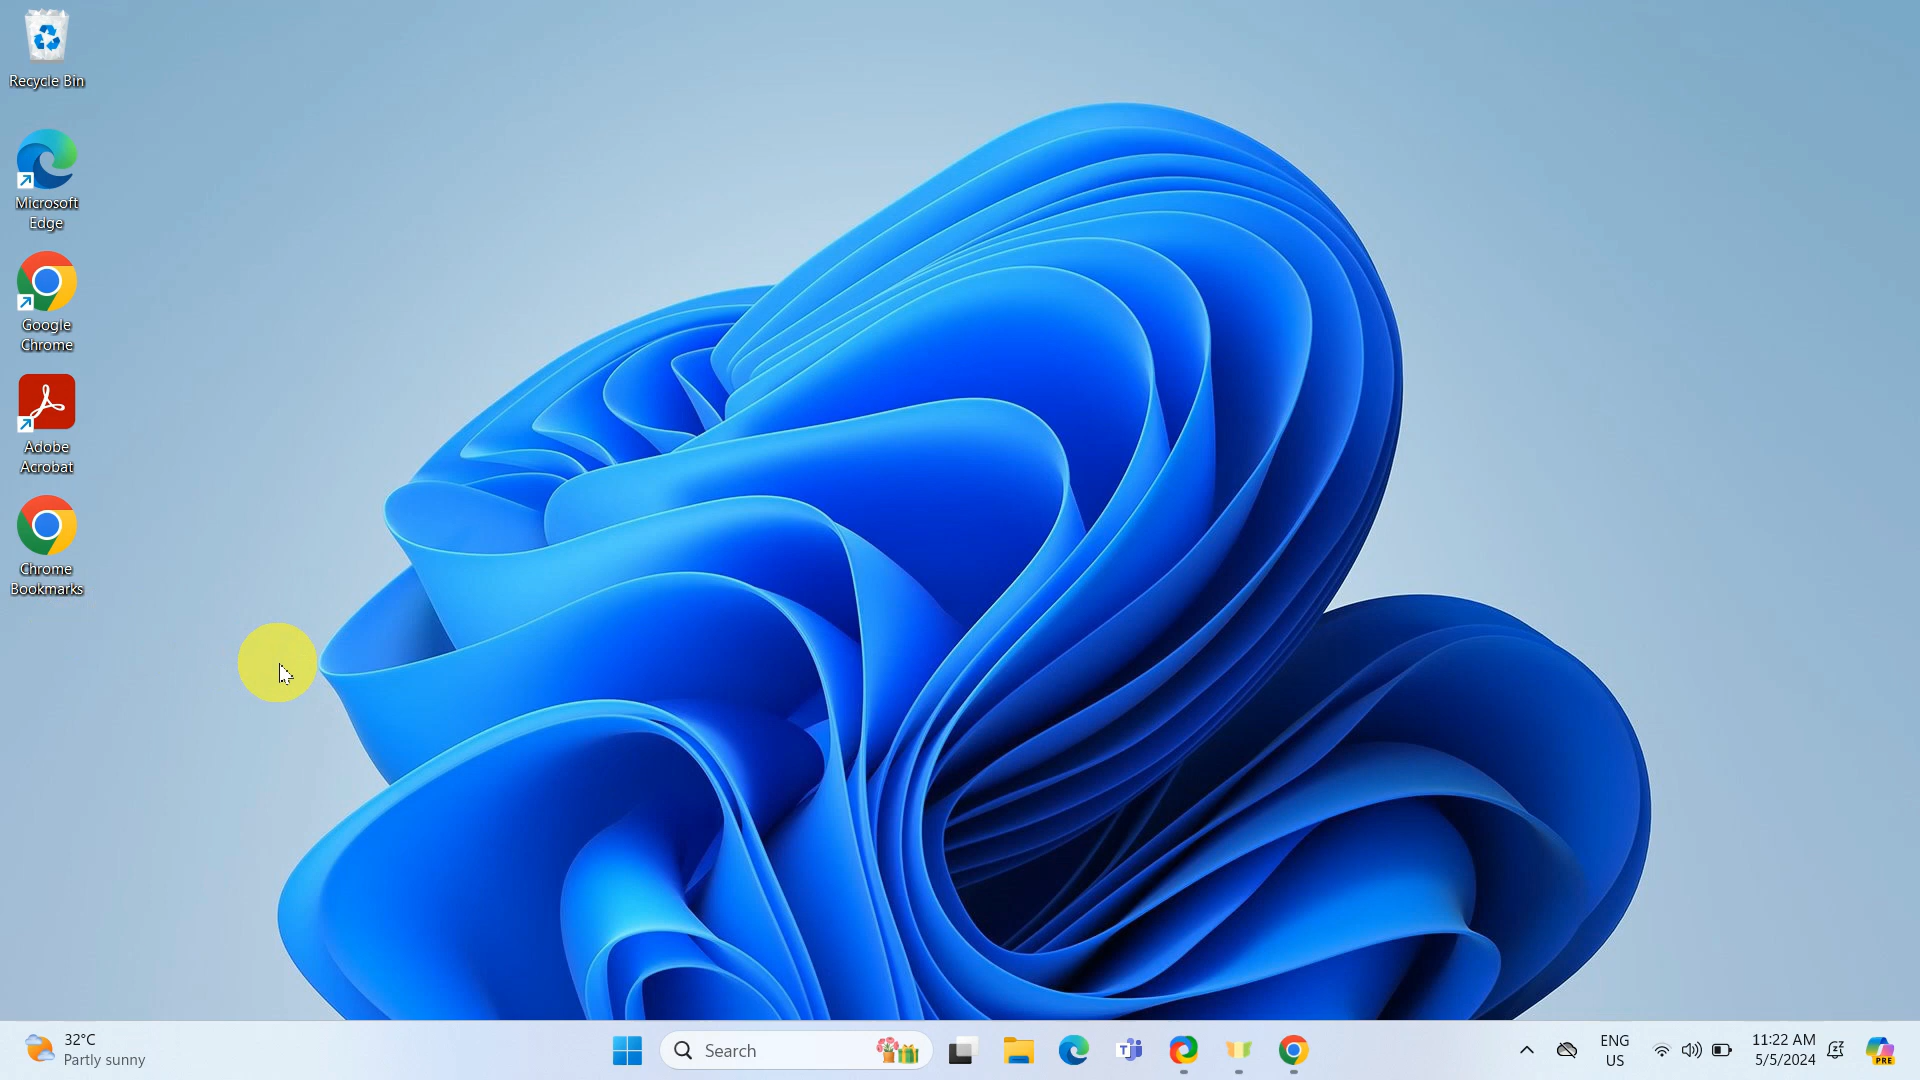 Recycle Bin
Microsoft
Edge
Google
Chrome
Adobe
Acrobat
Chrome
Bookmarks
32°C
Partly sunny
Search
ENG
US
11:22 AM
5/5/2024
PRE